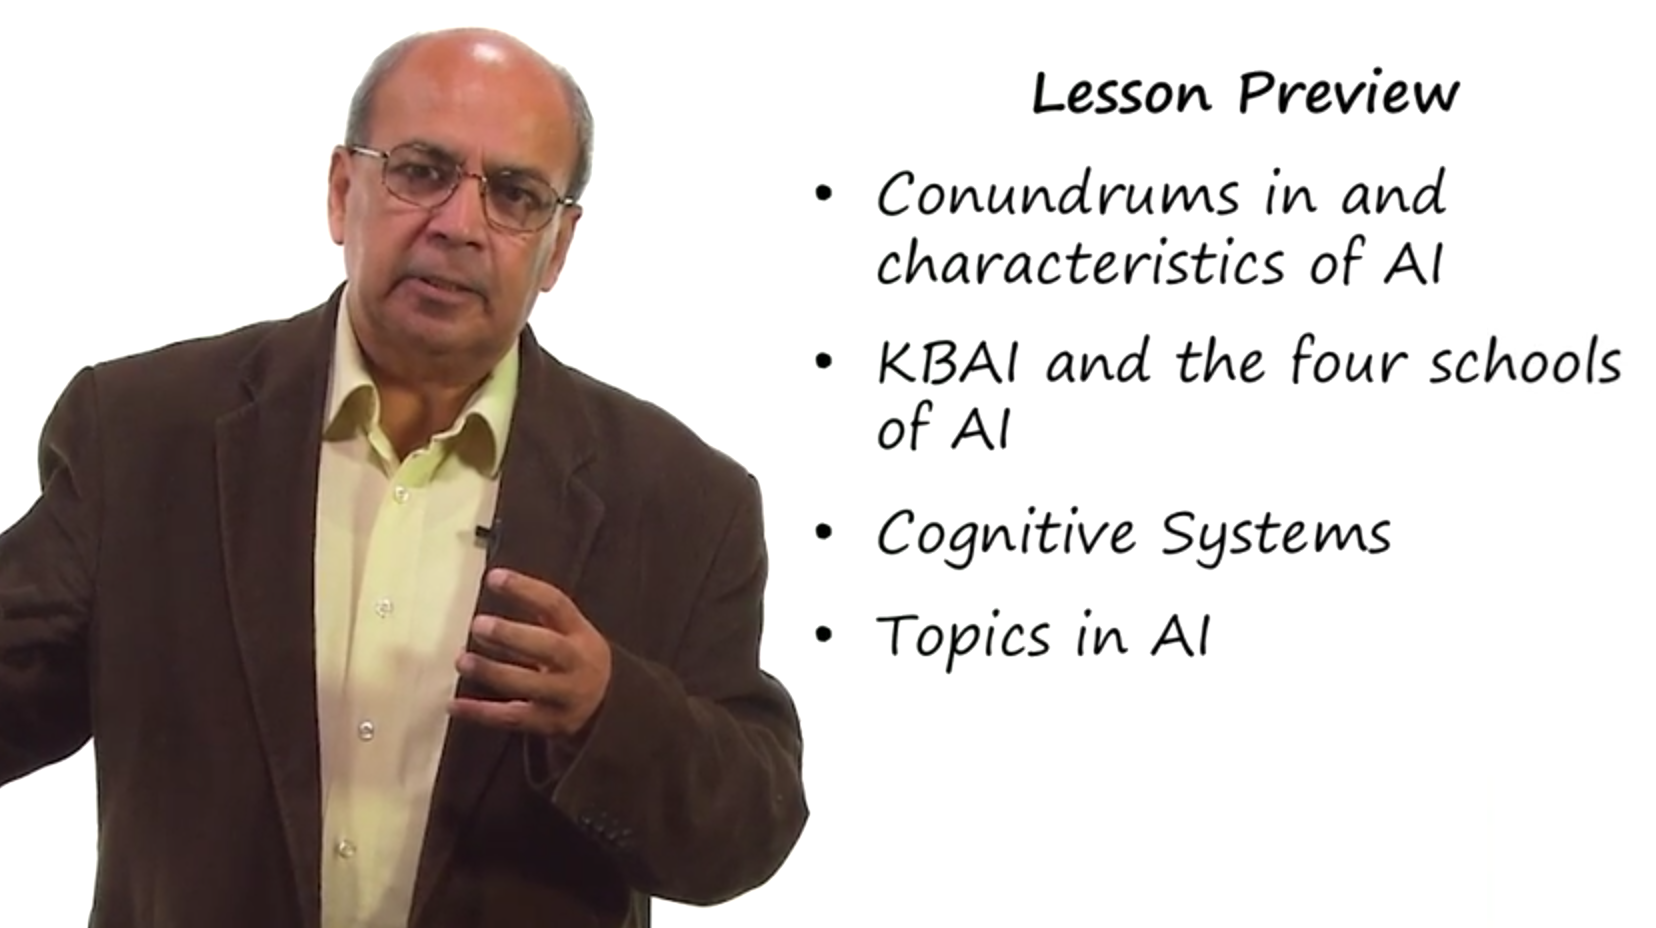 Lesson Preview
• Conundrums in and
characteristics of AI
• KBAI and the four schools
of AI
• Cognitive Systems
• Topics in AI